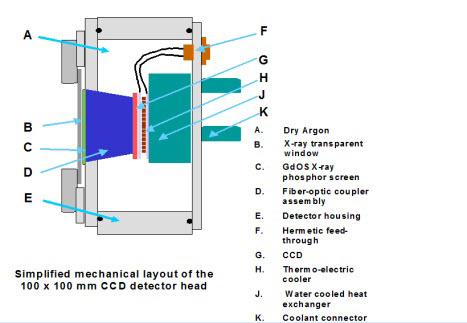 A
F
G
H
J
K
B
C
D
E
A. Dry Argon
B. X-ray transparent
window
C. GdOS X-ray
phosphor screen
D. Fiber-optic coupler
assembly
E. Detector housing
F. Hermetic feed-
through
G. CCD
H. Thermo-electric
cooler
J. Water cooled heat
exchanger
K. Coolant connector
Simplified mechanical layout of the
100 x 100 mm CCD detector head